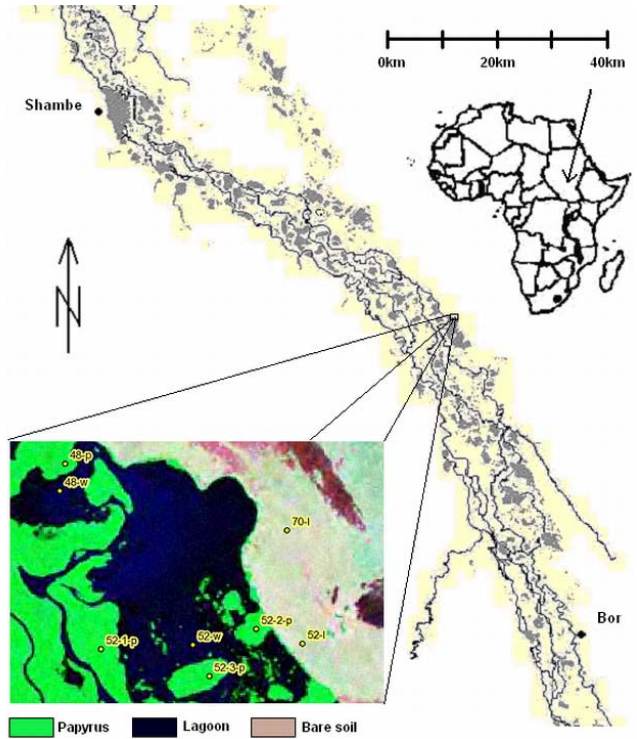 0km 20km 40km
Shambe
N
48-p
48-w
70-l
52-2-p
52-1-p
52-w
52-l
52-3-p
Bor
Papyrus Lagoon Bare soil